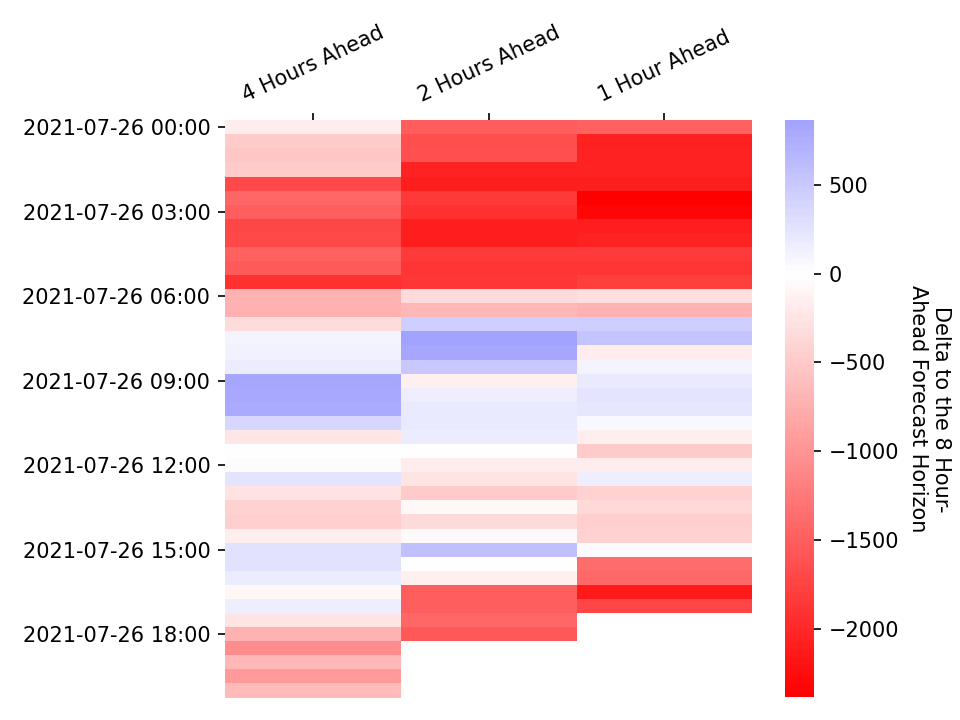 4 Hours Ahead
2 Hours Ahead
1 Hour Ahead
2021-07-26 00:00
2021-07-26 03:00
2021-07-26 06:00
2021-07-26 09:00
2021-07-26 12:00
2021-07-26 15:00
2021-07-26 18:00
500
0
−500
−1000
−1500
−2000
Delta to the 8 Hour-
Ahead Forecast Horizon